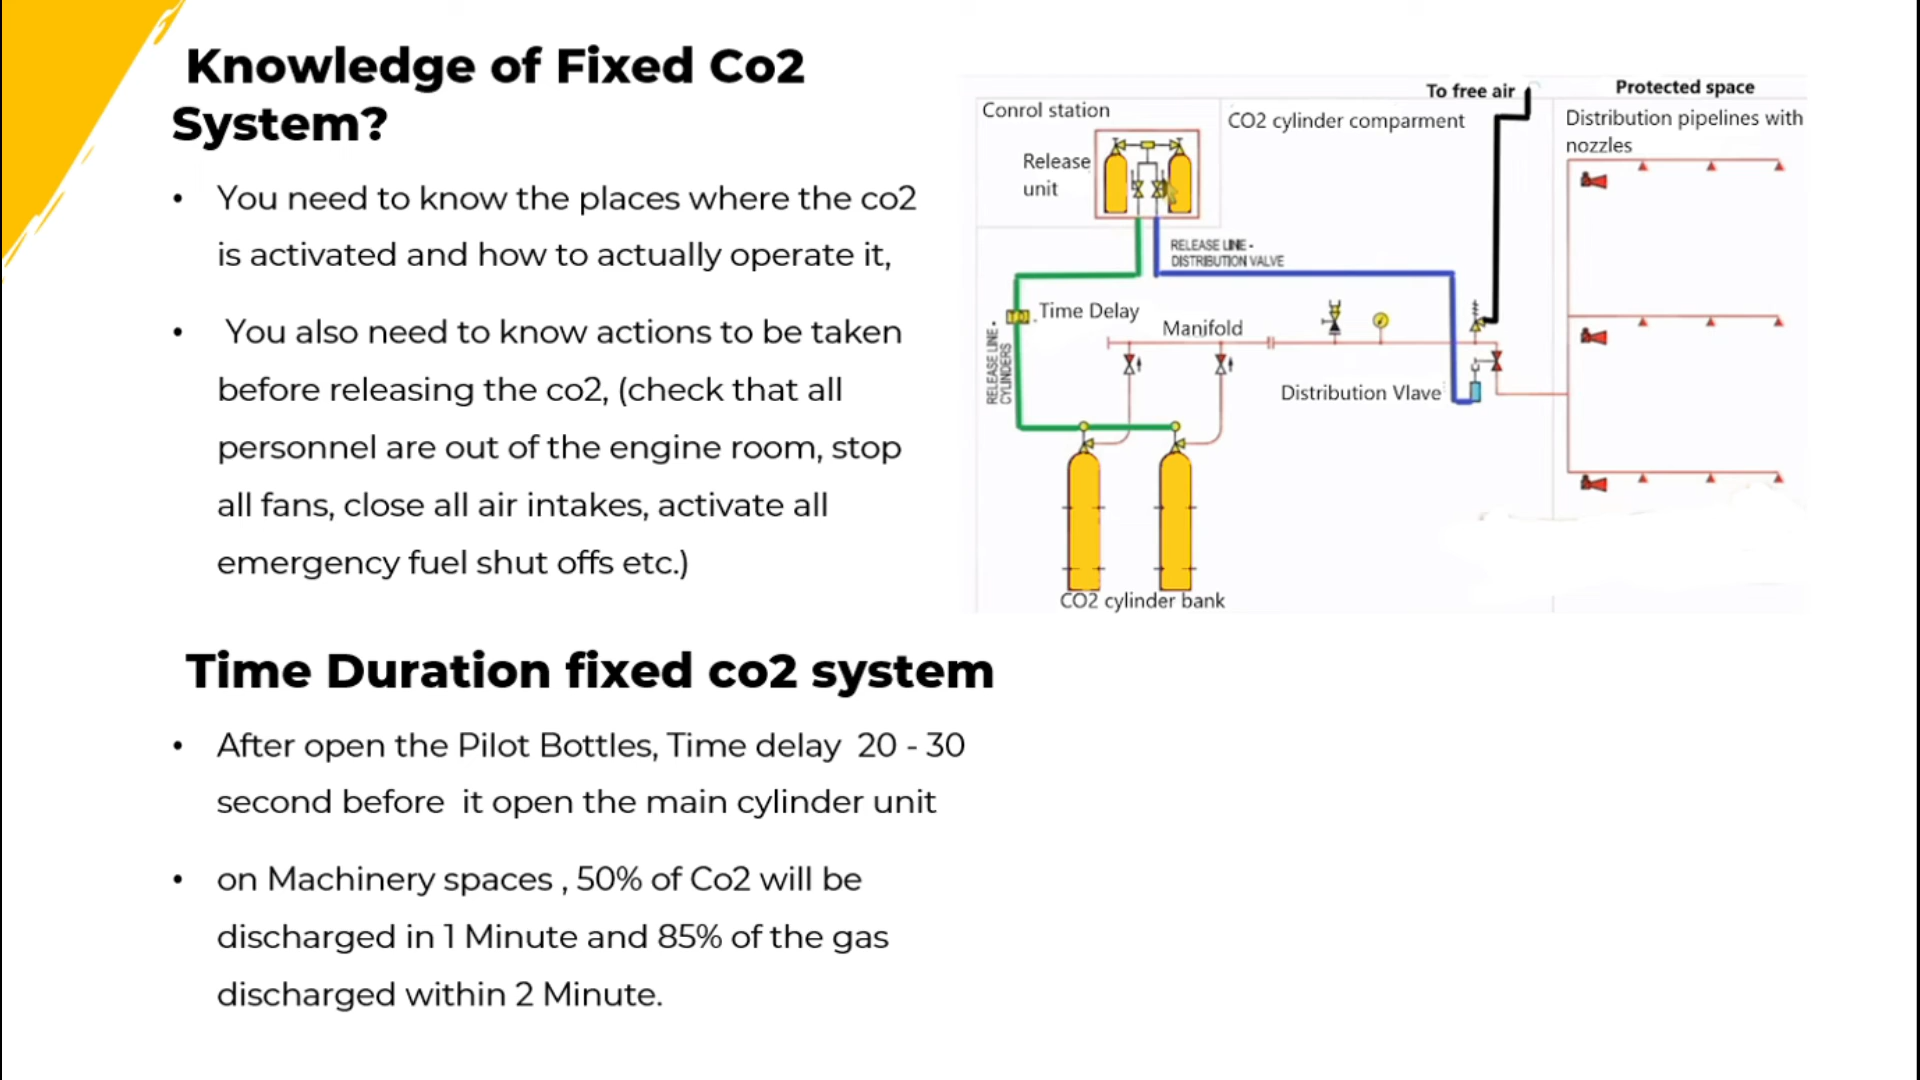 Knowledge of Fixed Co2
System?
• You need to know the places where the co2
is activated and how to actually operate it,
• You also need to know actions to be taken
before releasing the co2, (check that all
personnel are out of the engine room, stop
all fans, close all air intakes, activate all
emergency fuel shut offs etc.)
Time Duration fixed co2 system
• After open the Pilot Bottles, Time delay 20 - 30
second before it open the main cylinder unit
• on Machinery spaces , 50% of Co2 will be
discharged in 1 Minute and 85% of the gas
discharged within 2 Minute.
To free air
Protected space
Conrol station
CO2 cylinder comparment
Distribution pipelines with
nozzles
Release
unit
RELEASE LINE -
DISTRIBUTION VALVE
Time Delay
Manifold
RELEASE LINE -
CYLINDERS
Distribution Vlave
CO2 cylinder bank